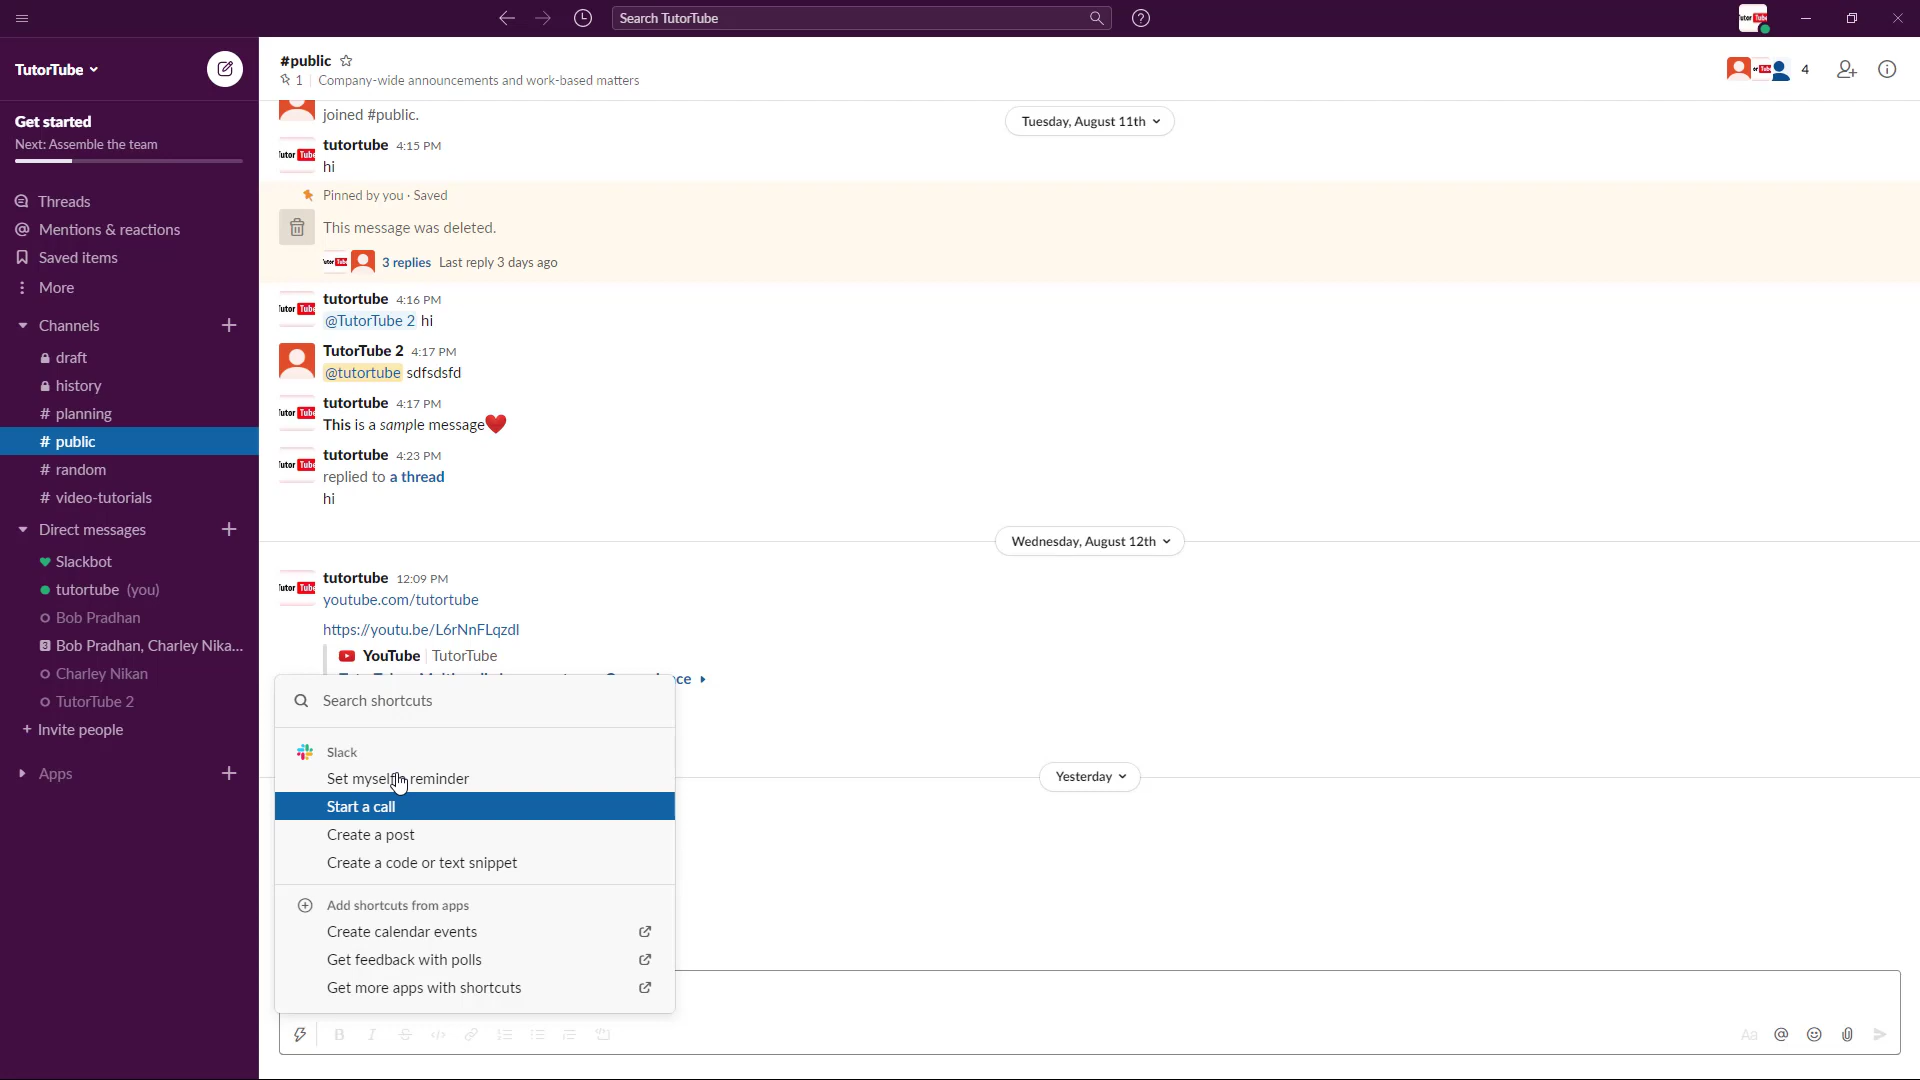 Search TutorTube
TutorTube
#public
1 | Company-wide announcements and work-based matters
4
Get started
Next: Assemble the team
Threads
@ Mentions & reactions
Saved items
More
Channels +
draft
history
# planning
# public
# random
# video-tutorials
Direct messages +
Slackbot
tutortube (you)
Bob Pradhan
3 Bob Pradhan, Charley Nika...
Charley Nikan
TutorTube 2
+ Invite people
Apps +
joined #public.
Tuesday, August 11th
tutortube 4:15 PM
hi
Pinned by you · Saved
This message was deleted.
3 replies Last reply 3 days ago
tutortube 4:16 PM
@TutorTube 2 hi
TutorTube 2 4:17 PM
@tutortube sdfsdsfd
tutortube 4:17 PM
This is a sample message❤️
tutortube 4:23 PM
replied to a thread
hi
Wednesday, August 12th
tutortube 12:09 PM
youtube.com/tutortube
https://youtu.be/L6rNnFLqzdI
YouTube | TutorTube
Yesterday
Search shortcuts
Slack
Set myself reminder
Start a call
Create a post
Create a code or text snippet
Add shortcuts from apps
Create calendar events
Get feedback with polls
Get more apps with shortcuts
B I S </> Aa @